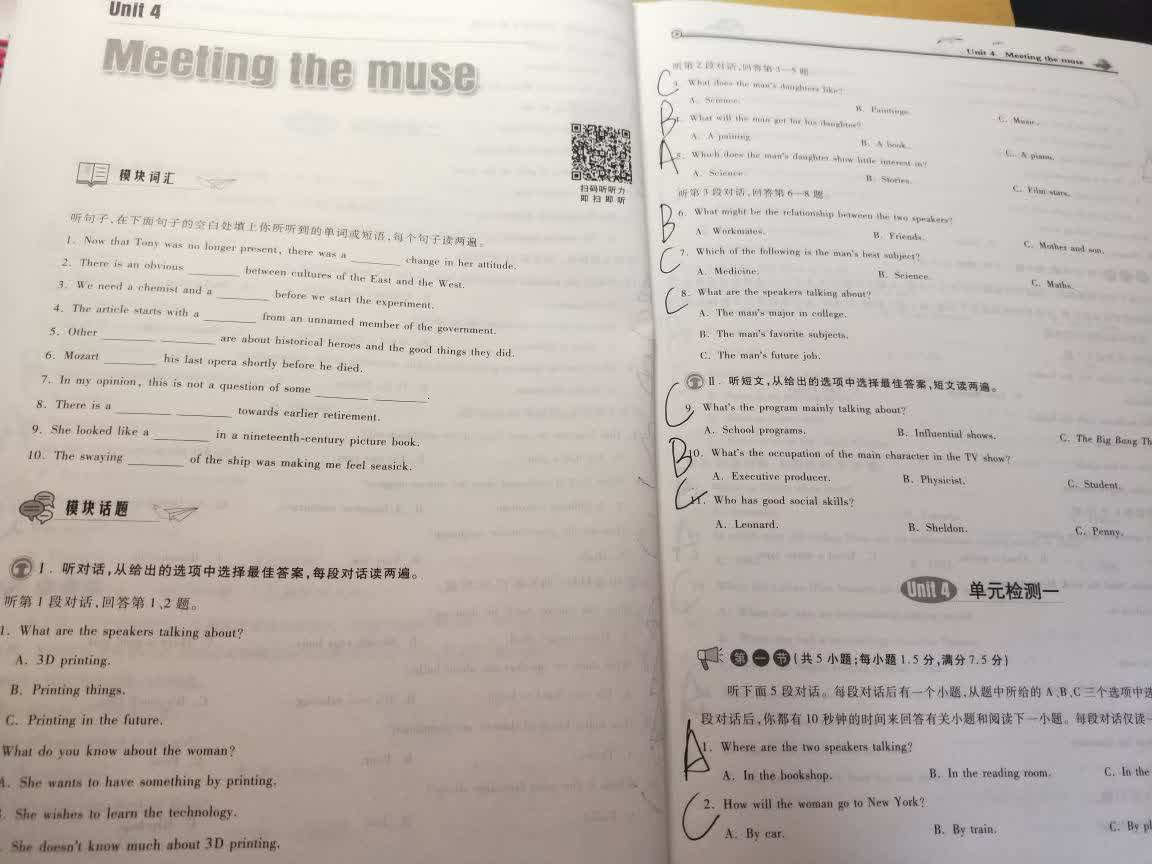 Unit 4
Meeting the muse
扫码听听力
即扫即听
模块词汇
听句子,在下面句子的空白处填上你所听到的单词或短语,每个句子读两遍。
1. Now that Tony was no longer present, there was a ________ change in her attitude.
2. There is an obvious ________ between cultures of the East and the West.
3. We need a chemist and a ________ before we start the experiment.
4. The article starts with a ________ from an unnamed member of the government.
5. Other ________ ________ are about historical heroes and the good things they did.
6. Mozart ________ his last opera shortly before he died.
7. In my opinion, this is not a question of some ________ ________.
8. There is a ________ ________ towards earlier retirement.
9. She looked like a ________ in a nineteenth-century picture book.
10. The swaying ________ of the ship was making me feel seasick.
模块话题
Ⅰ. 听对话,从给出的选项中选择最佳答案,每段对话读两遍。
听第 1 段对话,回答第 1、2 题。
1. What are the speakers talking about?
A. 3D printing.
B. Printing things.
C. Printing in the future.
What do you know about the woman?
A. She wants to have something by printing.
She wishes to learn the technology.
She doesn't know much about 3D printing.
Unit 4 Meeting the muse
听第 2 段对话,回答第 3—5 题
C 3. What does the man's daughters like?
A. Science. B. Paintings. C. Music.
B 4. What will the man get for his daughter?
A. A painting. B. A book. C. A piano.
A 5. Which does the man's daughter show little interest in?
A. Science. B. Stories. C. Film stars.
听第 3 段对话,回答第 6—8 题
B 6. What might be the relationship between the two speakers?
A. Workmates. B. Friends. C. Mother and son.
C 7. Which of the following is the man's best subject?
A. Medicine. B. Science. C. Maths.
C 8. What are the speakers talking about?
A. The man's major in college.
B. The man's favorite subjects.
C. The man's future job.
Ⅱ. 听短文,从给出的选项中选择最佳答案,短文读两遍。
C 9. What's the program mainly talking about?
A. School programs. B. Influential shows. C. The Big Bang Th
B 10. What's the occupation of the main character in the TV show?
A. Executive producer. B. Physicist. C. Student.
C 11. Who has good social skills?
A. Leonard. B. Sheldon. C. Penny.
Unit 4 单元检测一
第一节 (共 5 小题;每小题 1.5 分,满分 7.5 分)
听下面 5 段对话。每段对话后有一个小题,从题中所给的 A、B、C 三个选项中选
段对话后,你都有 10 秒钟的时间来回答有关小题和阅读下一小题。每段对话仅读一
A 1. Where are the two speakers talking?
A. In the bookshop. B. In the reading room. C. In the
C 2. How will the woman go to New York?
A. By car. B. By train. C. By pl